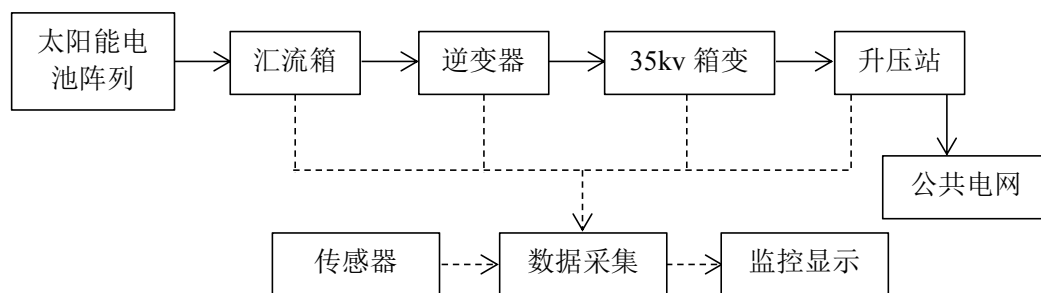 太阳能电
池阵列
汇流箱
逆变器
35kv 箱变
升压站
公共电网
传感器
数据采集
监控显示